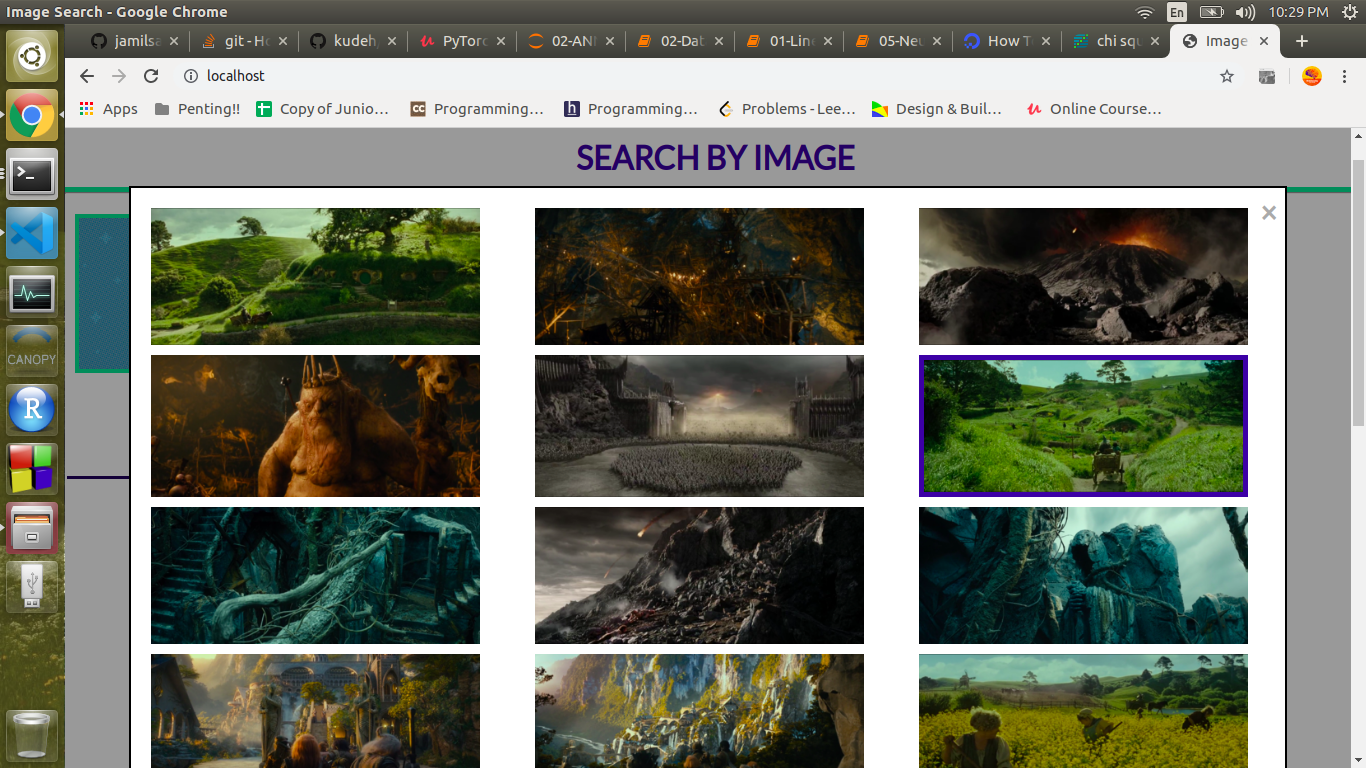 Image Search - Google Chrome
En
10:29 PM
jamilsa
git - Ho
kudeh
PyTorc
02-ANN
02-Dat
01-Line
05-Neu
How T
chi squ
Image
localhost
Apps
Penting!!
Copy of Junio...
CC
Programming...
h
Programming...
Problems - Lee...
Design & Buil...
Online Course...
SEARCH BY IMAGE
×
>_
CANOPY
R